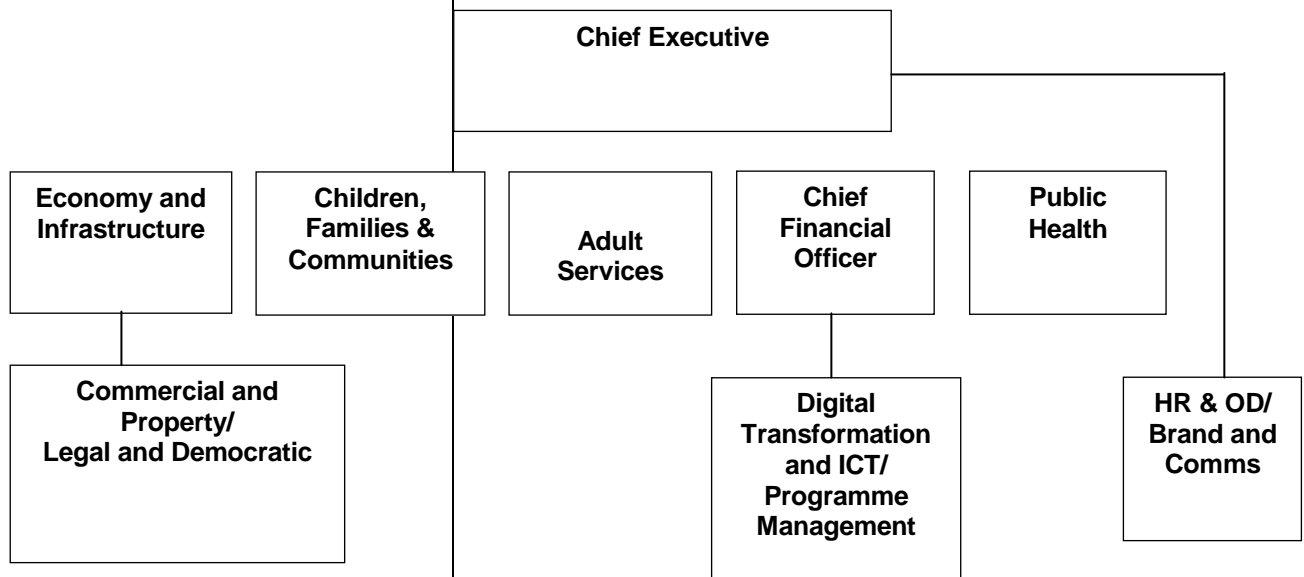 Chief Executive
Economy and
Infrastructure
Children,
Families &
Communities
Adult
Services
Chief
Financial
Officer
Public
Health
Commercial and
Property/
Legal and Democratic
Digital
Transformation
and ICT/
Programme
Management
HR & OD/
Brand and
Comms